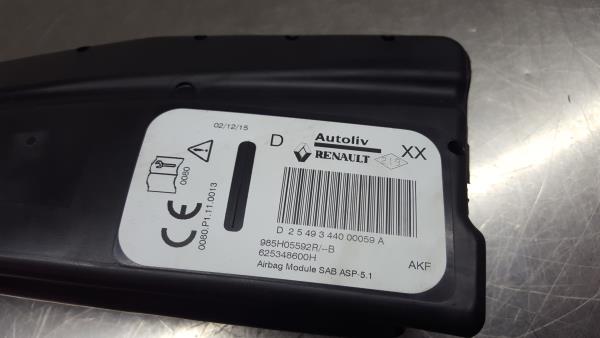 02/12/15
D
Autoliv
RENAULT
XX
0080
0080.P1.11.0013
CE
D 2 5 49 3 440 00059 A
985H05592R/--B
625348600H
Airbag Module SAB ASP-5.1
AKF